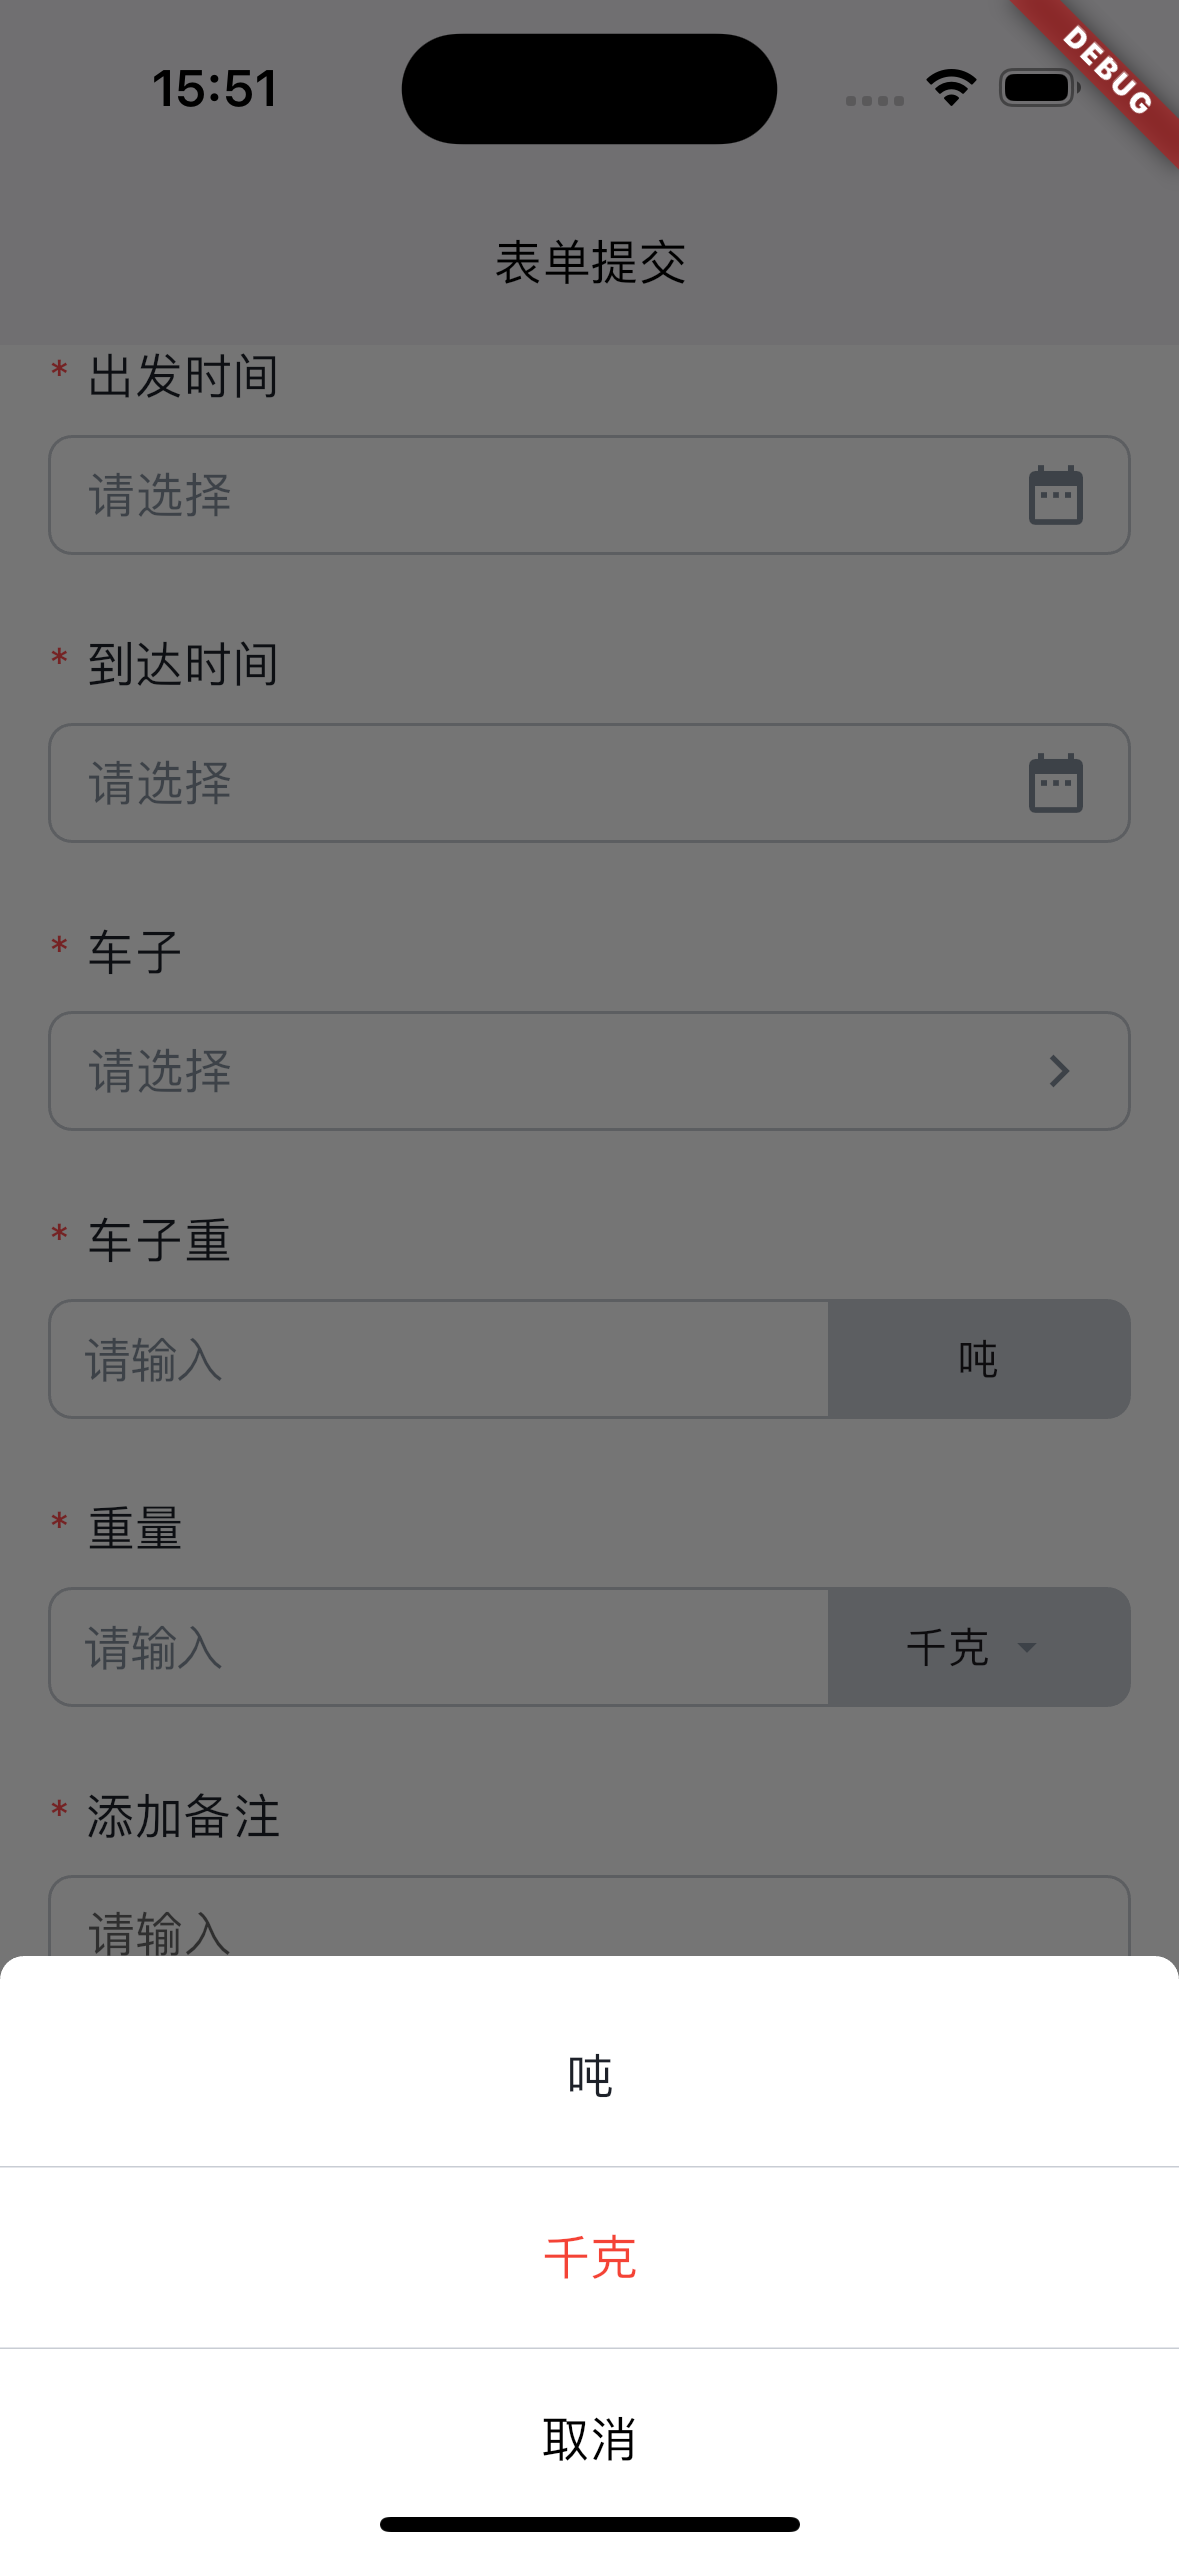 15:51
DEBUG
表单提交
* 出发时间
请选择
* 到达时间
请选择
* 车子
请选择
* 车子重
请输入
吨
* 重量
请输入
千克
* 添加备注
请输入
吨
千克
取消